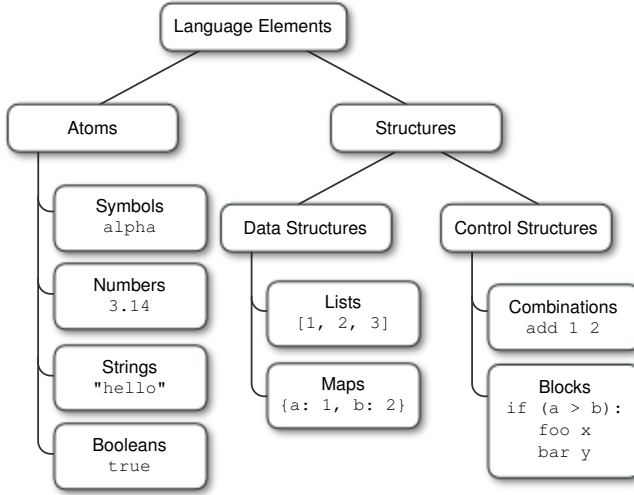 Language Elements
Atoms
Structures
Symbols
alpha
Numbers
3.14
Strings
"hello"
Booleans
true
Data Structures
Lists
[1, 2, 3]
Maps
{a: 1, b: 2}
Control Structures
Combinations
add 1 2
Blocks
if (a > b):
foo x
bar y